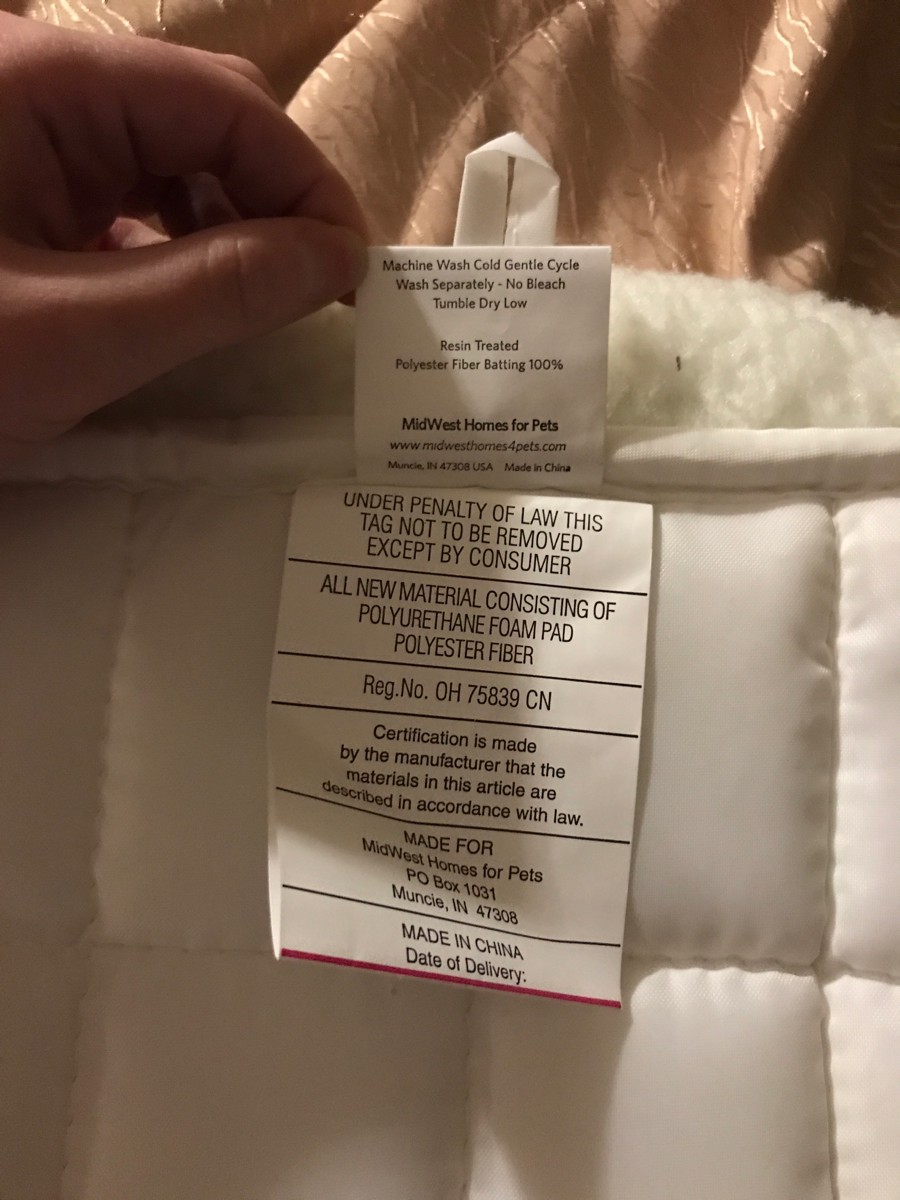 Machine Wash Cold Gentle Cycle
Wash Separately - No Bleach
Tumble Dry Low
Resin Treated
Polyester Fiber Batting 100%
MidWest Homes for Pets
www.midwesthomes4pets.com
Muncie, IN 47308 USA Made in China
UNDER PENALTY OF LAW THIS
TAG NOT TO BE REMOVED
EXCEPT BY CONSUMER
ALL NEW MATERIAL CONSISTING OF
POLYURETHANE FOAM PAD
POLYESTER FIBER
Reg.No. OH 75839 CN
Certification is made
by the manufacturer that the
materials in this article are
described in accordance with law.
MADE FOR
MidWest Homes for Pets
PO Box 1031
Muncie, IN 47308
MADE IN CHINA
Date of Delivery: